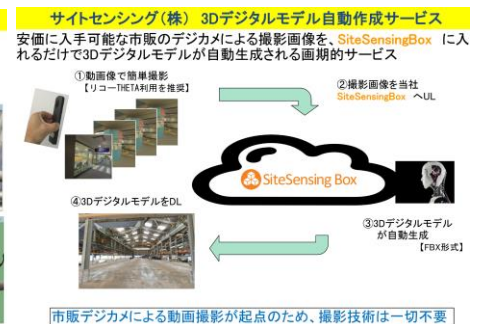 サイトセンシング(株) 3Dデジタルモデル自動作成サービス
安価に入手可能な市販のデジカメによる撮影画像を、SiteSensingBox に入
れるだけで3Dデジタルモデルが自動生成される画期的サービス
①動画像で簡単撮影
【リコーTHETA利用を推奨】
②撮影画像を当社
SiteSensingBox へUL
SiteSensing Box
④3DデジタルモデルをDL
③3Dデジタルモデル
が自動生成
【FBX形式】
市販デジカメによる動画撮影が起点のため、撮影技術は一切不要